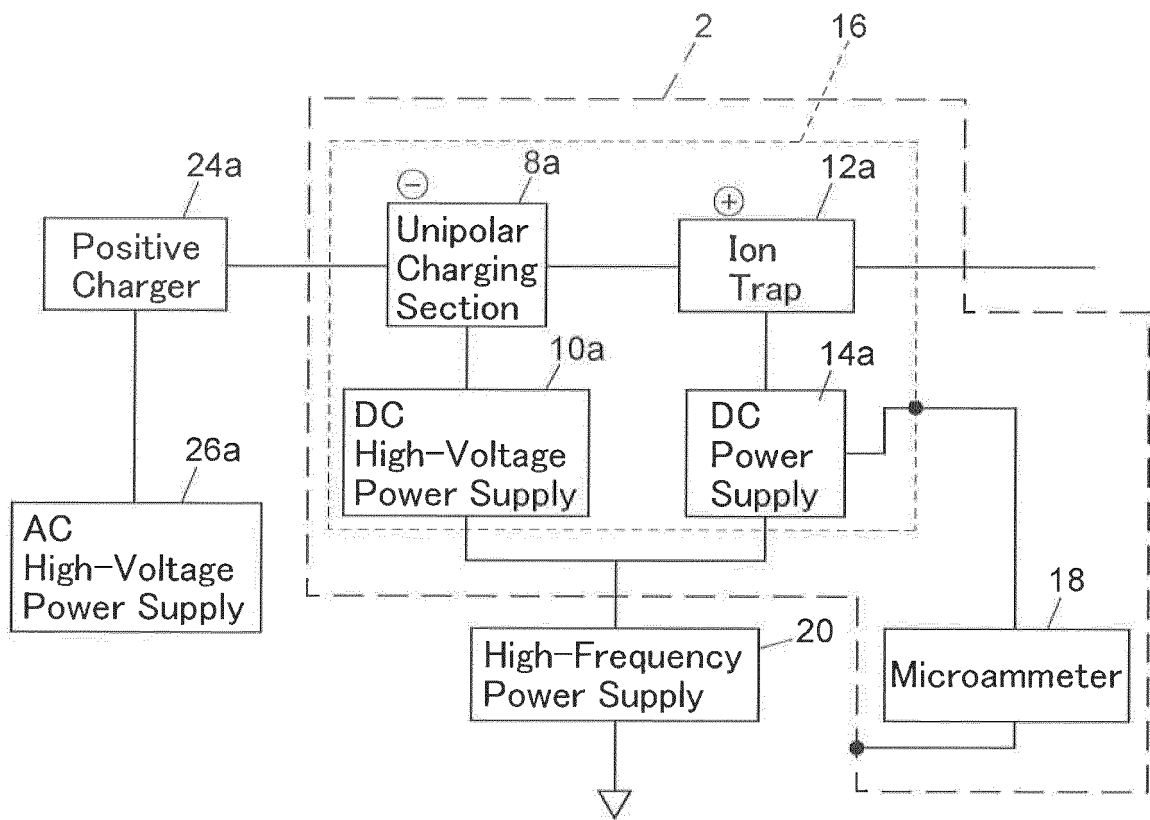 2
16
24a
8a
12a
Positive
Charger
−
Unipolar
Charging
Section
+
Ion
Trap
10a
14a
26a
DC
High-Voltage
Power Supply
DC
Power
Supply
AC
High-Voltage
Power Supply
18
20
High-Frequency
Power Supply
Microammeter